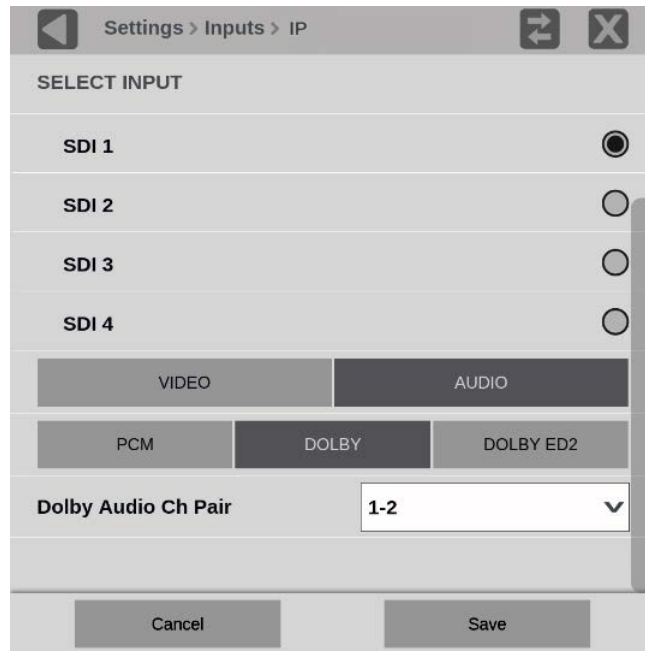 Settings > Inputs > IP
SELECT INPUT
SDI 1
SDI 2
SDI 3
SDI 4
VIDEO AUDIO
PCM DOLBY DOLBY ED2
Dolby Audio Ch Pair 1-2
Cancel Save